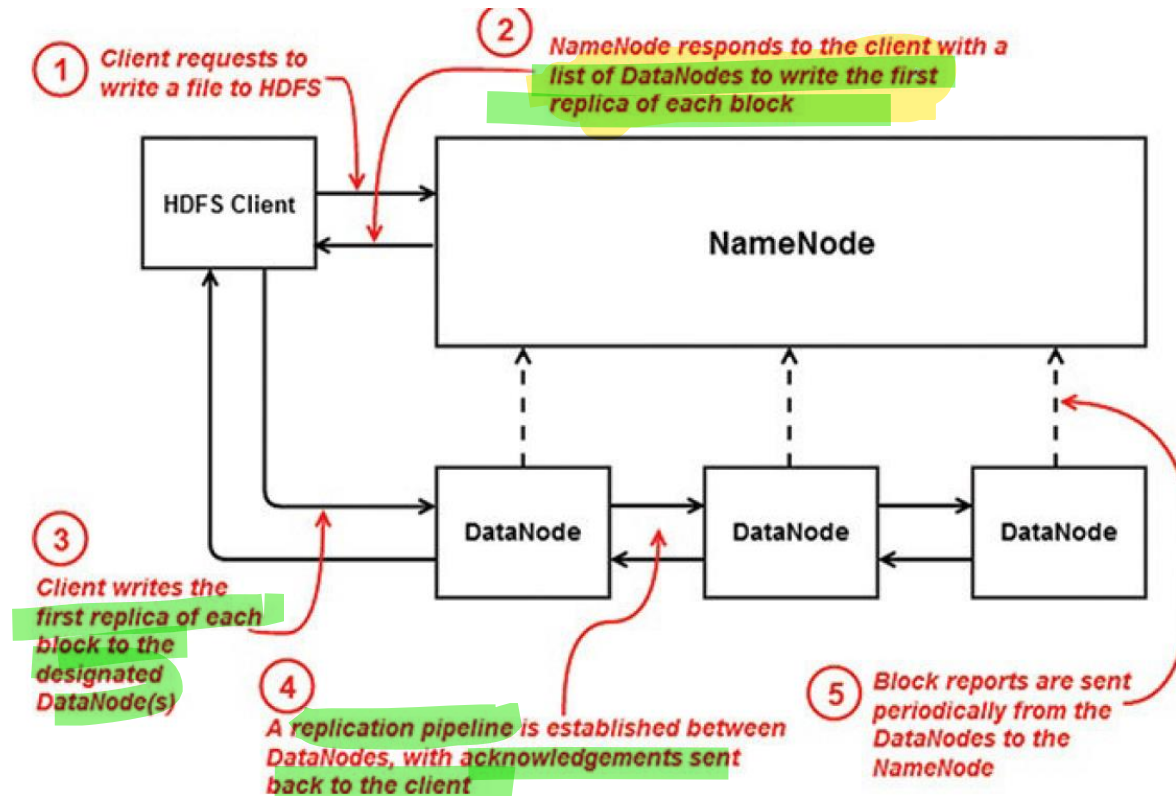 1
Client requests to
write a file to HDFS
2
NameNode responds to the client with a
list of DataNodes to write the first
replica of each block
HDFS Client
NameNode
DataNode
DataNode
DataNode
3
Client writes the
first replica of each
block to the
designated
DataNode(s)
4
A replication pipeline is established between
DataNodes, with acknowledgements sent
back to the client
5
Block reports are sent
periodically from the
DataNodes to the
NameNode